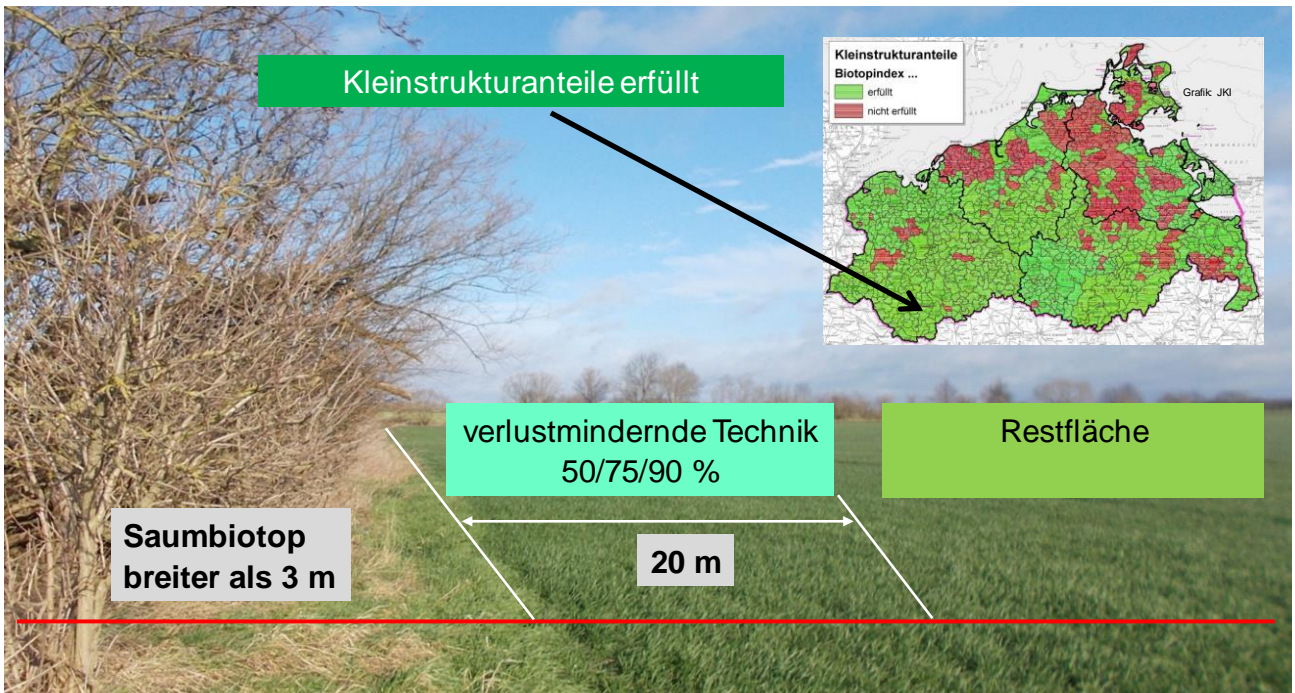 Kleinstrukturanteile erfüllt
Kleinstrukturanteile
Biotopindex ...
erfüllt
nicht erfüllt
Grafik: JKI
verlustmindernde Technik
50/75/90 %
Restfläche
Saumbiotop
breiter als 3 m
20 m